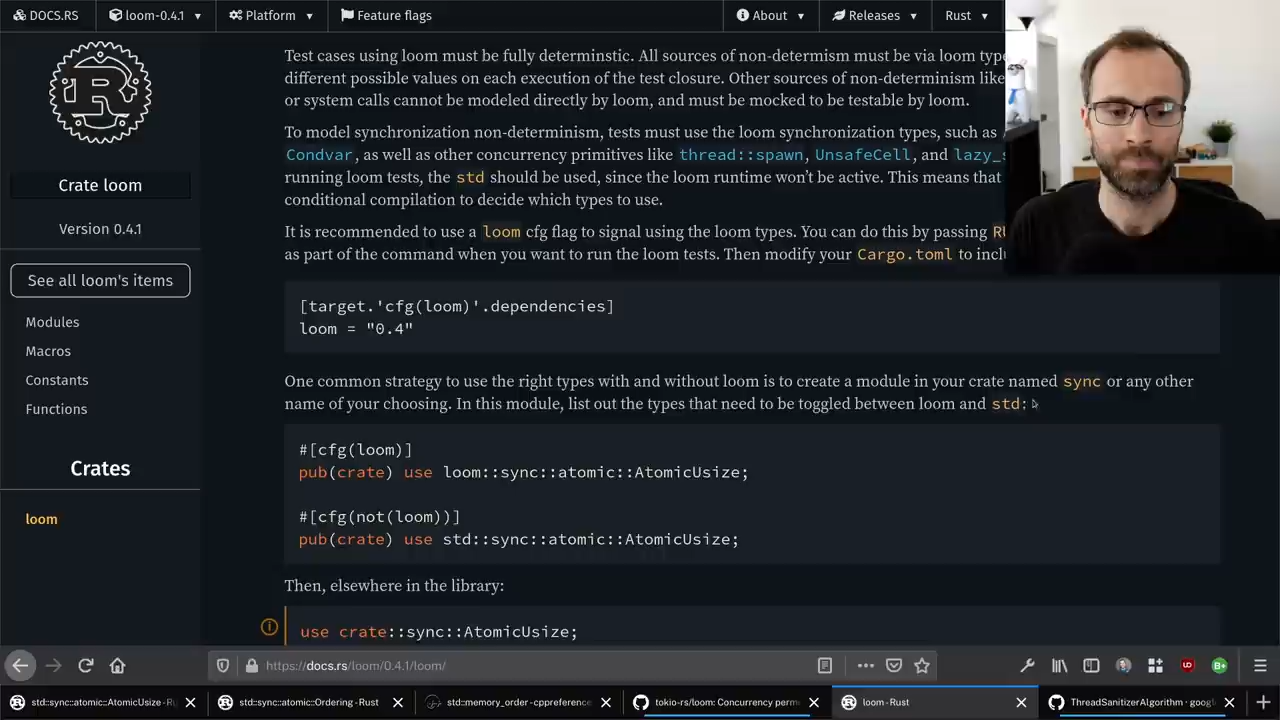 DOCS.RS
loom-0.4.1
Platform
Feature flags
About
Releases
Rust
Crate loom
Version 0.4.1
See all loom's items
Modules
Macros
Constants
Functions
Crates
loom
Test cases using loom must be fully determinstic. All sources of non-determism must be via loom
different possible values on each execution of the test closure. Other sources of non-determinism like
or system calls cannot be modeled directly by loom, and must be mocked to be testable by loom.
To model synchronization non-determinism, tests must use the loom synchronization types, such as
Condvar, as well as other concurrency primitives like thread::spawn, UnsafeCell, and
running loom tests, the std should be used, since the loom runtime won’t be active. This means that
conditional compilation to decide which types to use.
It is recommended to use a loom cfg flag to signal using the loom types. You can do this by passing
as part of the command when you want to run the loom tests. Then modify your Cargo.toml to
[target.'cfg(loom)'.dependencies]
loom = "0.4"
One common strategy to use the right types with and without loom is to create a module in your crate named sync or any other
name of your choosing. In this module, list out the types that need to be toggled between loom and std:
#[cfg(loom)]
pub(crate) use loom::sync::atomic::AtomicUsize;
#[cfg(not(loom))]
pub(crate) use std::sync::atomic::AtomicUsize;
Then, elsewhere in the library:
use crate::sync::AtomicUsize;
https://docs.rs/loom/0.4.1/loom/
std::sync::atomic::AtomicUsize - Ru
std::sync::atomic::Ordering - Rust
std::memory_order - cppreference
tokio-rs/loom: Concurrency perm
loom - Rust
ThreadSanitizerAlgorithm · googl